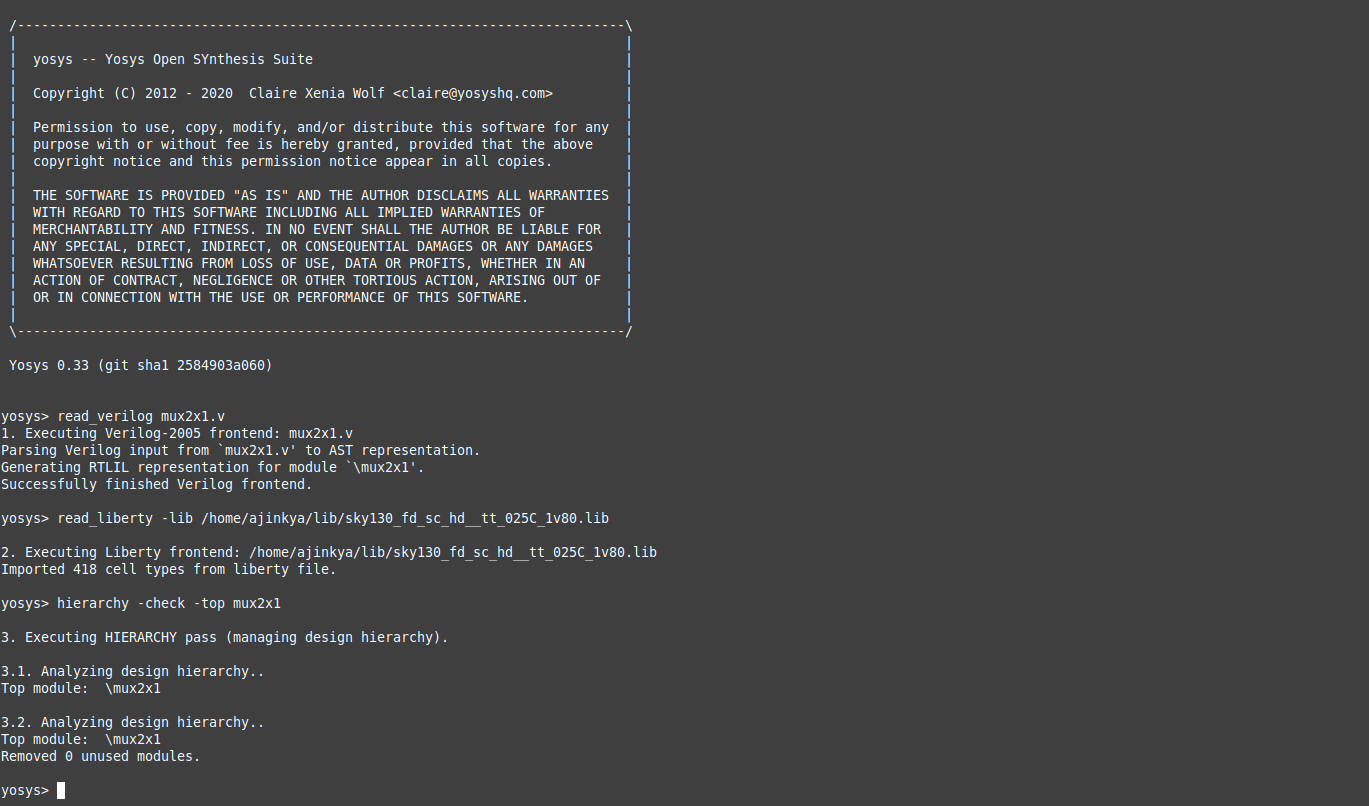 /----------------------------------------------------------------------------\
|                                                                            |
|  yosys -- Yosys Open SYnthesis Suite                                       |
|                                                                            |
|  Copyright (C) 2012 - 2020  Claire Xenia Wolf <claire@yosyshq.com>         |
|                                                                            |
|  Permission to use, copy, modify, and/or distribute this software for any  |
|  purpose with or without fee is hereby granted, provided that the above    |
|  copyright notice and this permission notice appear in all copies.         |
|                                                                            |
|  THE SOFTWARE IS PROVIDED "AS IS" AND THE AUTHOR DISCLAIMS ALL WARRANTIES  |
|  WITH REGARD TO THIS SOFTWARE INCLUDING ALL IMPLIED WARRANTIES OF          |
|  MERCHANTABILITY AND FITNESS. IN NO EVENT SHALL THE AUTHOR BE LIABLE FOR   |
|  ANY SPECIAL, DIRECT, INDIRECT, OR CONSEQUENTIAL DAMAGES OR ANY DAMAGES    |
|  WHATSOEVER RESULTING FROM LOSS OF USE, DATA OR PROFITS, WHETHER IN AN     |
|  ACTION OF CONTRACT, NEGLIGENCE OR OTHER TORTIOUS ACTION, ARISING OUT OF   |
|  OR IN CONNECTION WITH THE USE OR PERFORMANCE OF THIS SOFTWARE.            |
|                                                                            |
\----------------------------------------------------------------------------/
Yosys 0.33 (git sha1 2584903a060)
yosys> read_verilog mux2x1.v
1. Executing Verilog-2005 frontend: mux2x1.v
Parsing Verilog input from `mux2x1.v' to AST representation.
Generating RTLIL representation for module `\mux2x1'.
Successfully finished Verilog frontend.
yosys> read_liberty -lib /home/ajinkya/lib/sky130_fd_sc_hd__tt_025C_1v80.lib
2. Executing Liberty frontend: /home/ajinkya/lib/sky130_fd_sc_hd__tt_025C_1v80.lib
Imported 418 cell types from liberty file.
yosys> hierarchy -check -top mux2x1
3. Executing HIERARCHY pass (managing design hierarchy).
3.1. Analyzing design hierarchy..
Top module:  \mux2x1
3.2. Analyzing design hierarchy..
Top module:  \mux2x1
Removed 0 unused modules.
yosys>